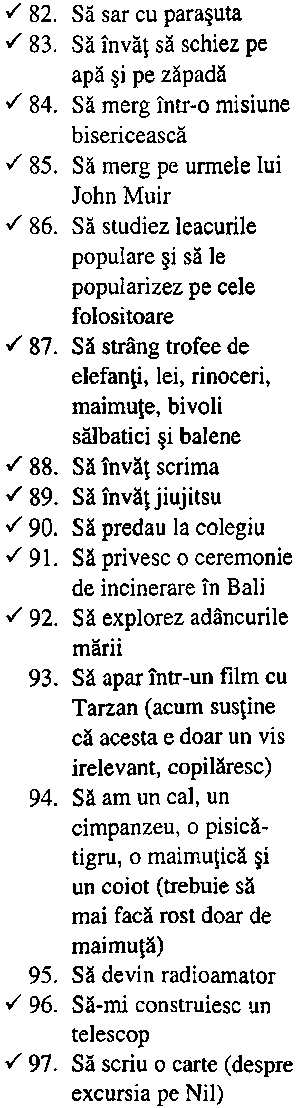 ✓ 82. Să sar cu paraşuta
✓ 83. Să învăţ să schiez pe
apă şi pe zăpadă
✓ 84. Să merg într-o misiune
bisericească
✓ 85. Să merg pe urmele lui
John Muir
✓ 86. Să studiez leacurile
populare şi să le
popularizez pe cele
folositoare
✓ 87. Să strâng trofee de
elefanţi, lei, rinoceri,
maimuţe, bivoli
sălbatici şi balene
✓ 88. Să învăţ scrima
✓ 89. Să învăţ jiujitsu
✓ 90. Să predau la colegiu
✓ 91. Să privesc o ceremonie
de incinerare în Bali
✓ 92. Să explorez adâncurile
mării
93. Să apar într-un film cu
Tarzan (acum susţine
că acesta e doar un vis
irelevant, copilăresc)
94. Să am un cal, un
cimpanzeu, o pisică-
tigru, o maimuţică şi
un coiot (trebuie să
mai facă rost doar de
maimuţă)
95. Să devin radioamator
✓ 96. Să-mi construiesc un
telescop
✓ 97. Să scriu o carte (despre
excursia pe Nil)